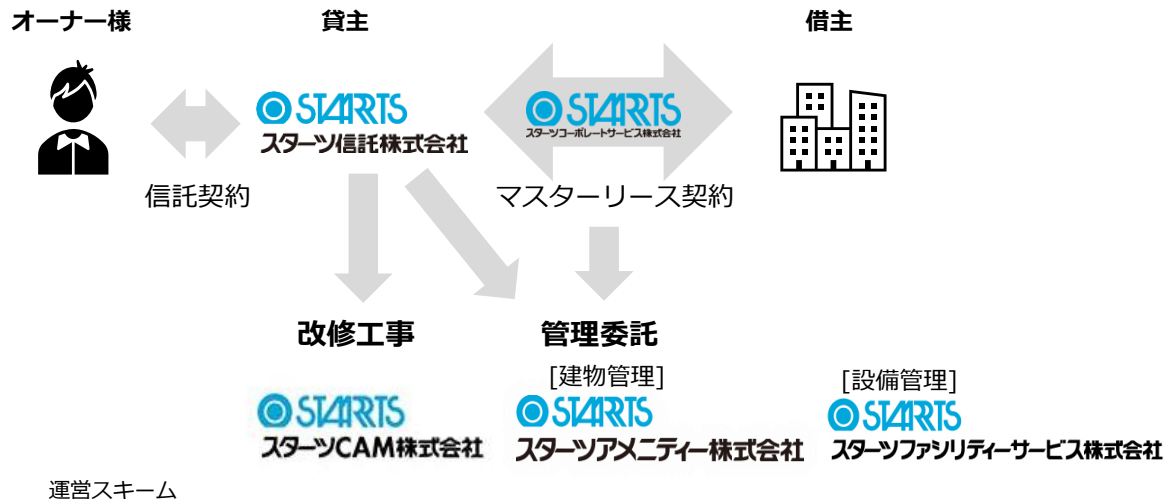 オーナー様
貸主
借主
STARTS
スターツ信託株式会社
STARTS
スターツコーポレートサービス株式会社
信託契約
マスターリース契約
改修工事
管理委託
[建物管理]
[設備管理]
STARTS
スターツCAM株式会社
STARTS
スターツアメニティー株式会社
STARTS
スターツファシリティーサービス株式会社
運営スキーム